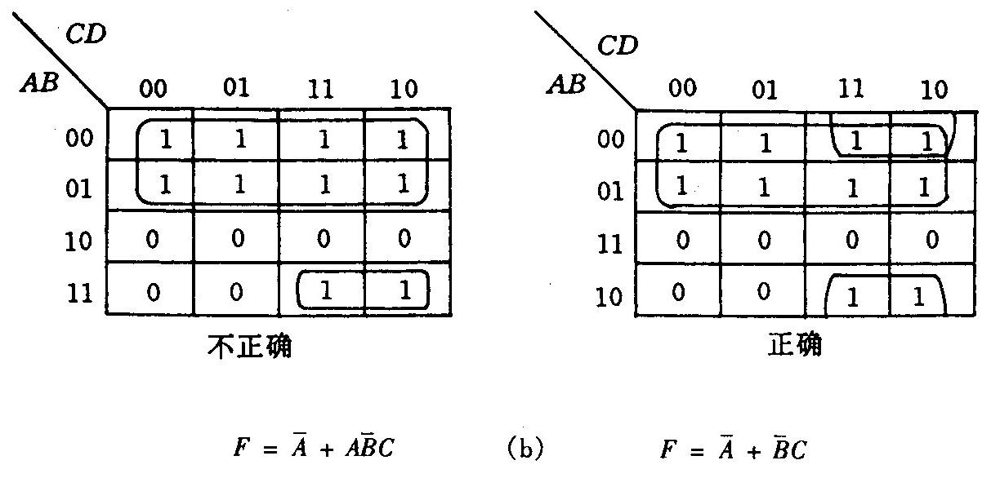 CD CD
AB 00 01 11 10 AB 00 01 11 10
00 1 1 1 1 00 1 1 1 1
01 1 1 1 1 01 1 1 1 1
10 0 0 0 0 11 0 0 0 0
11 0 0 1 1 10 0 0 1 1
不正确 正确
F = A̅ + AB̅C (b) F = A̅ + B̅C